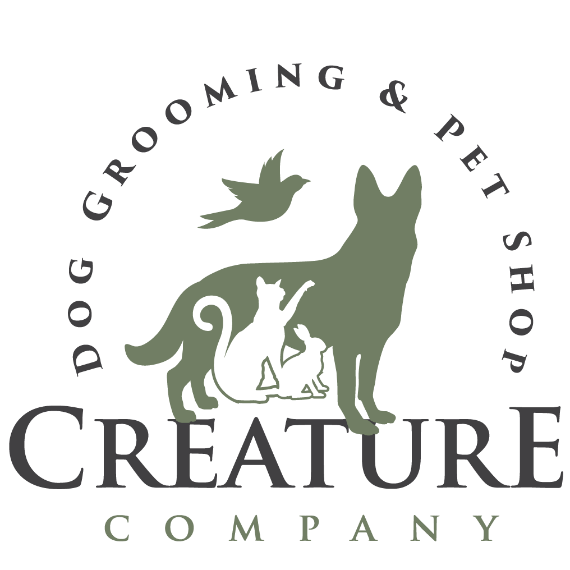 DOG GROOMING & PET SHOP
CREATURE
COMPANY